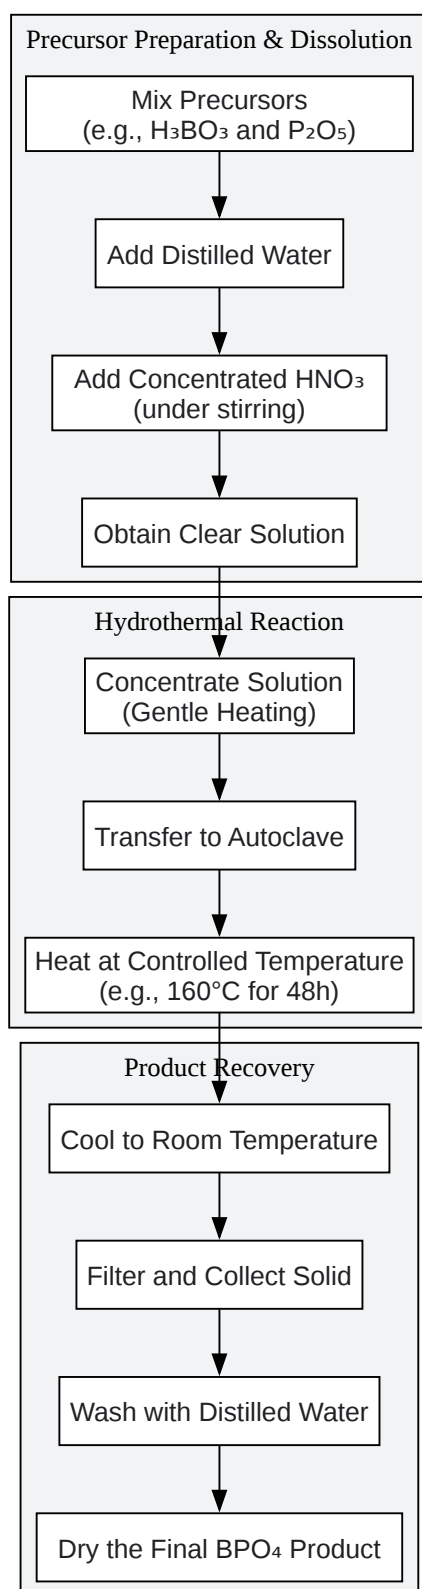 Precursor Preparation & Dissolution
Mix Precursors
(e.g., H₃BO₃ and P₂O₅)
Add Distilled Water
Add Concentrated HNO₃
(under stirring)
Obtain Clear Solution
Hydrothermal Reaction
Concentrate Solution
(Gentle Heating)
Transfer to Autoclave
Heat at Controlled Temperature
(e.g., 160°C for 48h)
Product Recovery
Cool to Room Temperature
Filter and Collect Solid
Wash with Distilled Water
Dry the Final BPO₄ Product